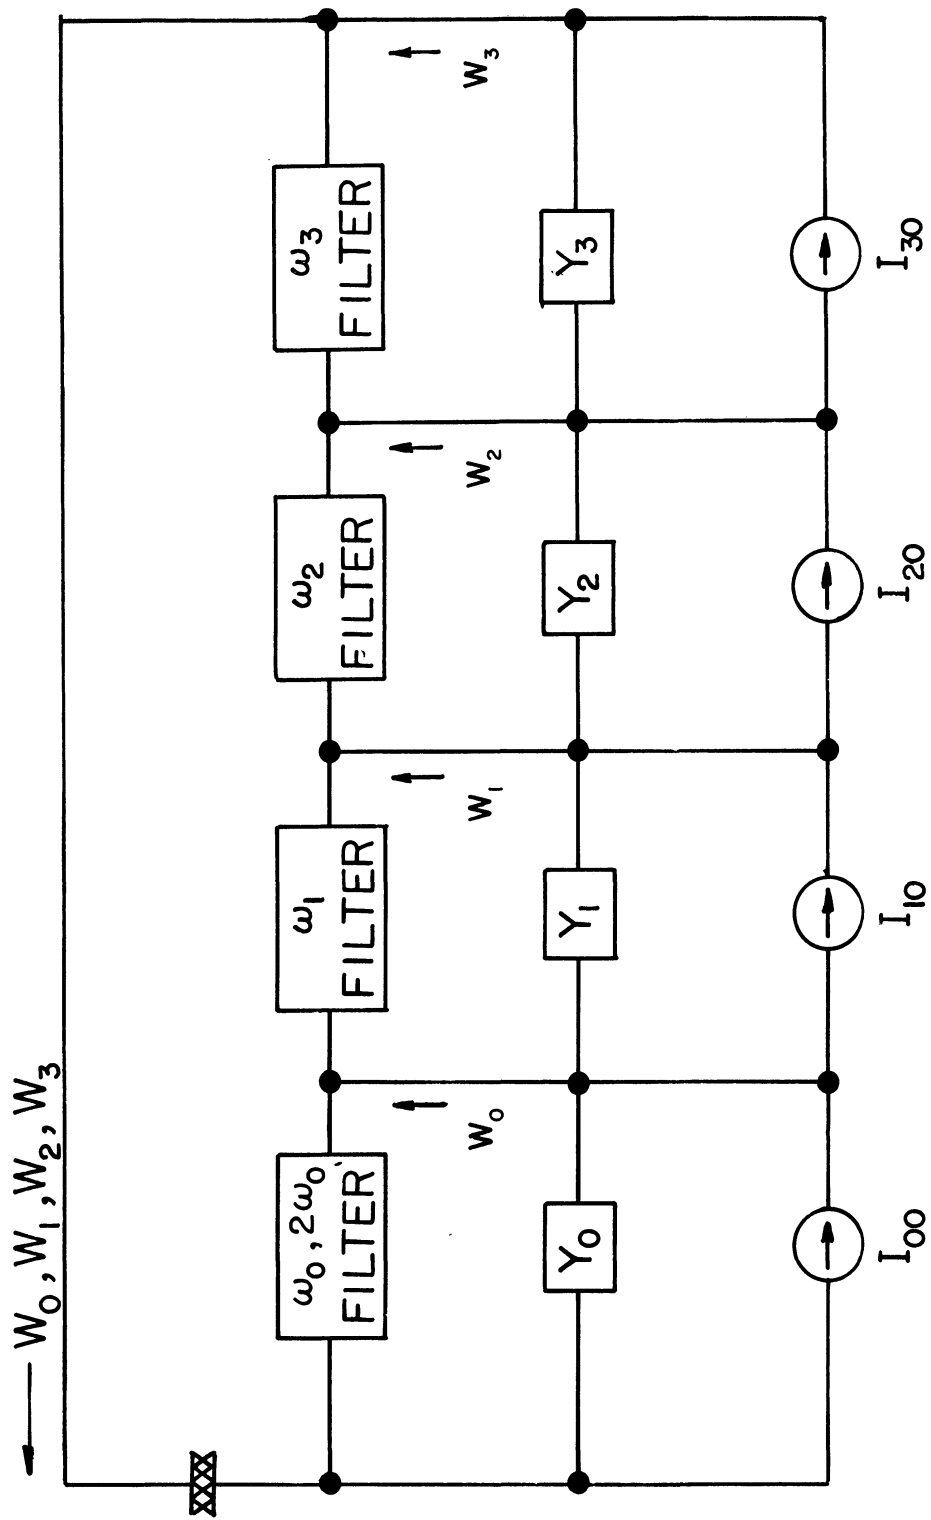 W₀, W₁, W₂, W₃
ω₀, 2ω₀
FILTER
ω₁
FILTER
ω₂
FILTER
ω₃
FILTER
W₀
W₁
W₂
W₃
Y₀
Y₁
Y₂
Y₃
I₀₀
I₁₀
I₂₀
I₃₀